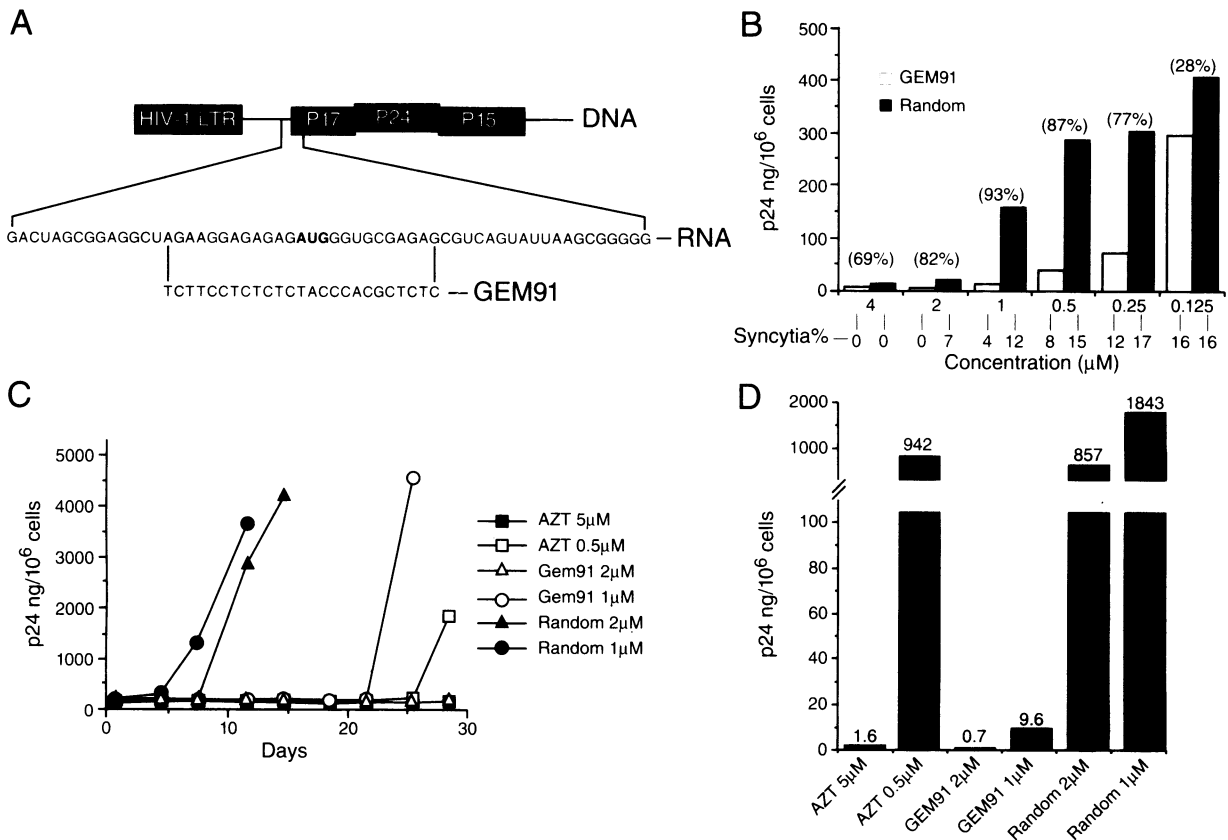 A
HIV-1 LTR P17 P24 P15 DNA
GACUAGCGGAGGCUAGAAGGAGAGAGAUGGGUGCGAGAGCGUCAGUAUUAAGCGGGGG — RNA
TCTTCCTCTCTCTACCCACGCTCTC — GEM91
B
500
400
300
200
100
0
p24 ng/10⁶ cells
GEM91
Random
(69%) (82%) (93%) (87%) (77%) (28%)
4 2 1 0.5 0.25 0.125
Syncytia% 0 0 0 7 4 12 8 15 12 17 16 16
Concentration (µM)
C
5000
4000
3000
2000
1000
0
p24 ng/10⁶ cells
0 10 20 30
Days
AZT 5µM
AZT 0.5µM
Gem91 2µM
Gem91 1µM
Random 2µM
Random 1µM
D
2000
1000
100
80
60
40
20
0
p24 ng/10⁶ cells
1.6 942 0.7 9.6 857 1843
AZT 5µM
AZT 0.5µM
GEM91 2µM
GEM91 1µM
Random 2µM
Random 1µM